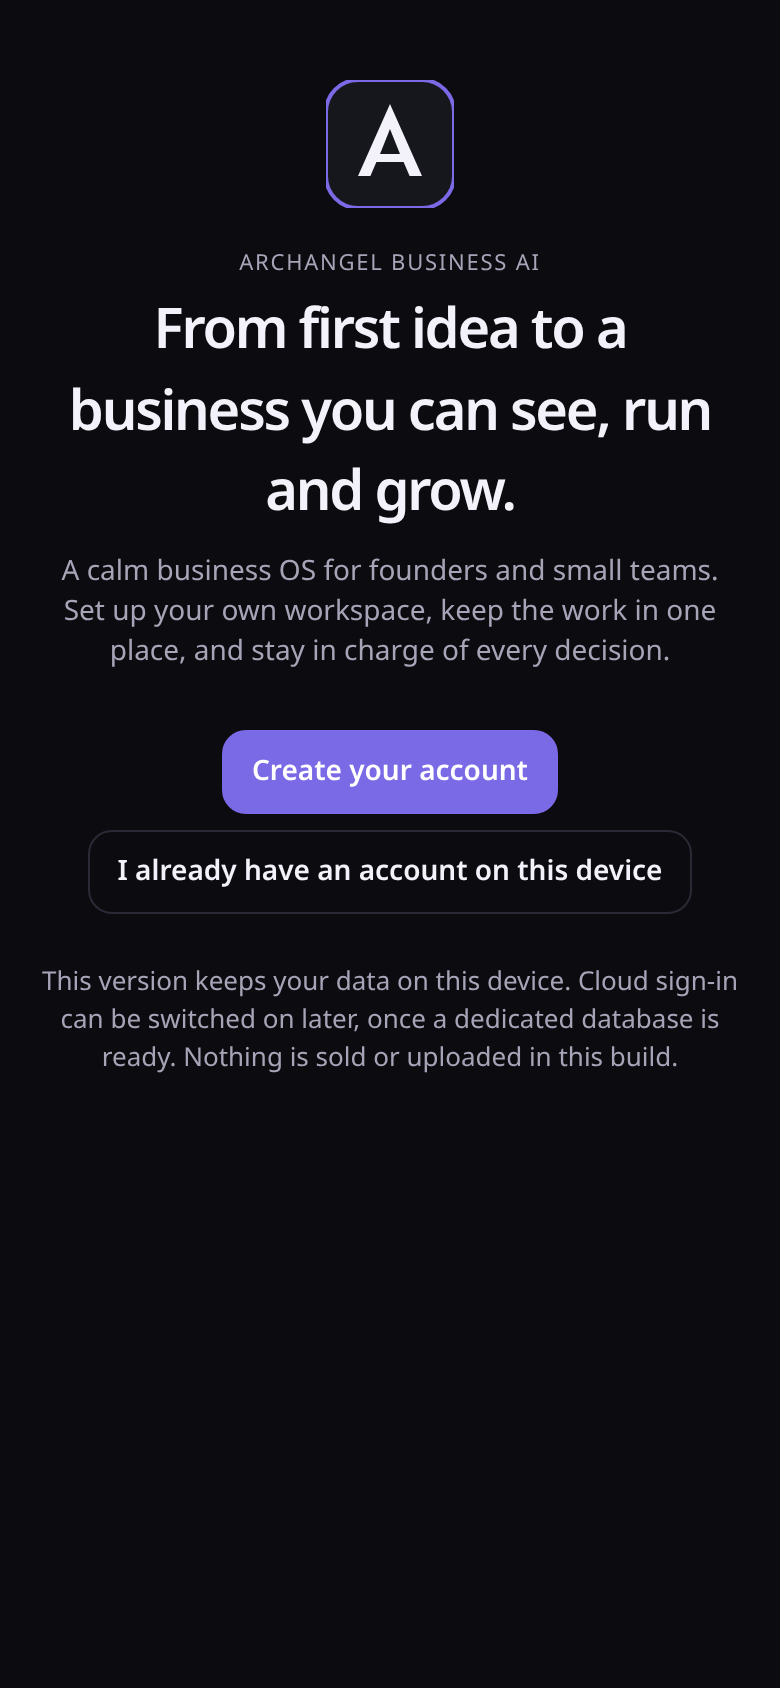 A
ARCHANGEL BUSINESS AI
From first idea to a
business you can see, run
and grow.
A calm business OS for founders and small teams.
Set up your own workspace, keep the work in one
place, and stay in charge of every decision.
Create your account
I already have an account on this device
This version keeps your data on this device. Cloud sign-in
can be switched on later, once a dedicated database is
ready. Nothing is sold or uploaded in this build.